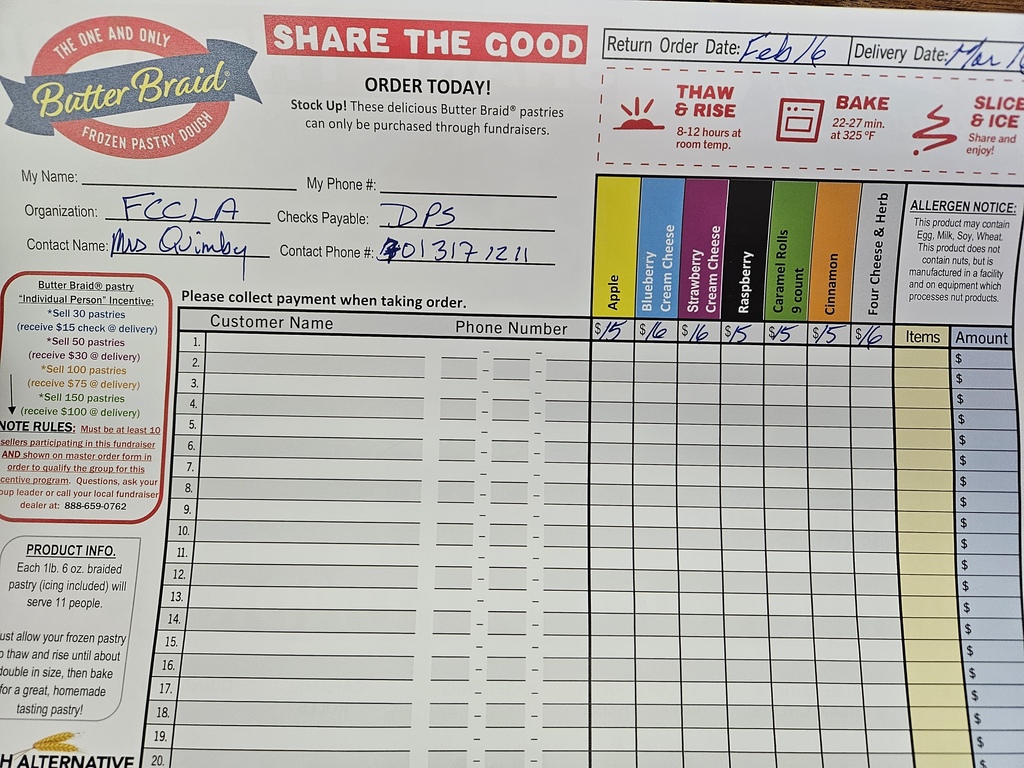 THE ONE AND ONLY
Butter Braid®
FROZEN PASTRY DOUGH
SHARE THE GOOD
ORDER TODAY!
Stock Up! These delicious Butter Braid® pastries
can only be purchased through fundraisers.
Return Order Date: Feb 16
Delivery Date: Mar
THAW
& RISE
8-12 hours at
room temp.
BAKE
22-27 min.
at 325 °F
SLICE
& ICE
Share and
enjoy!
My Name:
My Phone #:
Organization: FCCLA
Checks Payable: DPS
Contact Name: Mrs Quimby
Contact Phone #: 701 317 1211
Butter Braid® pastry
"Individual Person" Incentive:
*Sell 30 pastries
(receive $15 check @ delivery)
*Sell 50 pastries
(receive $30 @ delivery)
*Sell 100 pastries
(receive $75 @ delivery)
*Sell 150 pastries
(receive $100 @ delivery)
NOTE RULES: Must be at least 10
sellers participating in this fundraiser
AND shown on master order form in
order to qualify the group for this
centive program. Questions, ask your
oup leader or call your local fundraiser
dealer at: 888-659-0762
PRODUCT INFO.
Each 1lb. 6 oz. braided
pastry (icing included) will
serve 11 people.
ust allow your frozen pastry
o thaw and rise until about
double in size, then bake
for a great, homemade
tasting pastry!
H ALTERNATIVE
Please collect payment when taking order.
Apple
Blueberry
Cream Cheese
Strawberry
Cream Cheese
Raspberry
Caramel Rolls
9 count
Cinnamon
Four Cheese & Herb
ALLERGEN NOTICE:
This product may contain
Egg, Milk, Soy, Wheat.
This product does not
contain nuts, but is
manufactured in a facility
and on equipment which
processes nut products.
Customer Name Phone Number $15 $16 $16 $15 $15 $15 $16 Items Amount
1. - - $
2. - - $
3. - - $
4. - - $
5. - - $
6. - - $
7. - - $
8. - - $
9. - - $
10. - - $
11. - - $
12. - - $
13. - - $
14. - - $
15. - - $
16. - - $
17. - - $
18. - - $
19. - - $
20. - - $